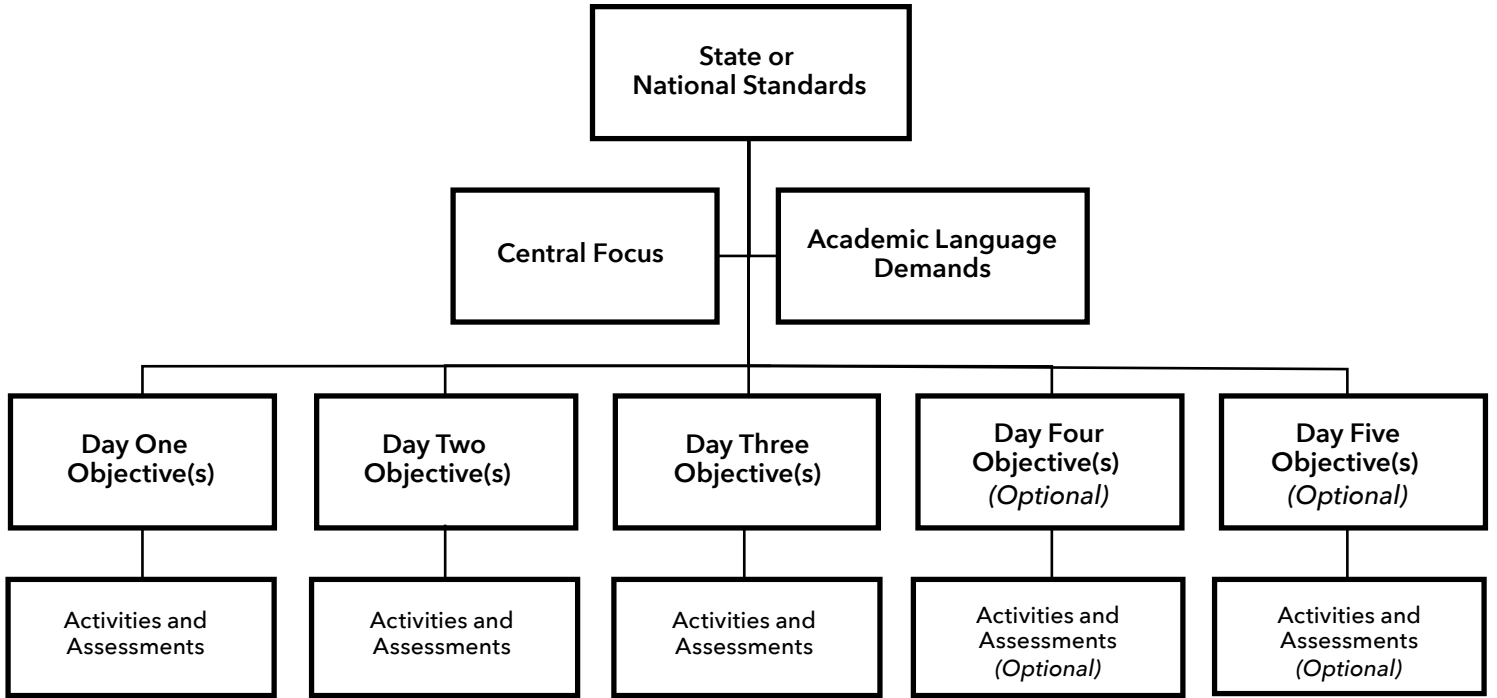 State or
National Standards
Central Focus
Academic Language
Demands
Day One
Objective(s)
Day Two
Objective(s)
Day Three
Objective(s)
Day Four
Objective(s)
(Optional)
Day Five
Objective(s)
(Optional)
Activities and
Assessments
Activities and
Assessments
Activities and
Assessments
Activities and
Assessments
(Optional)
Activities and
Assessments
(Optional)